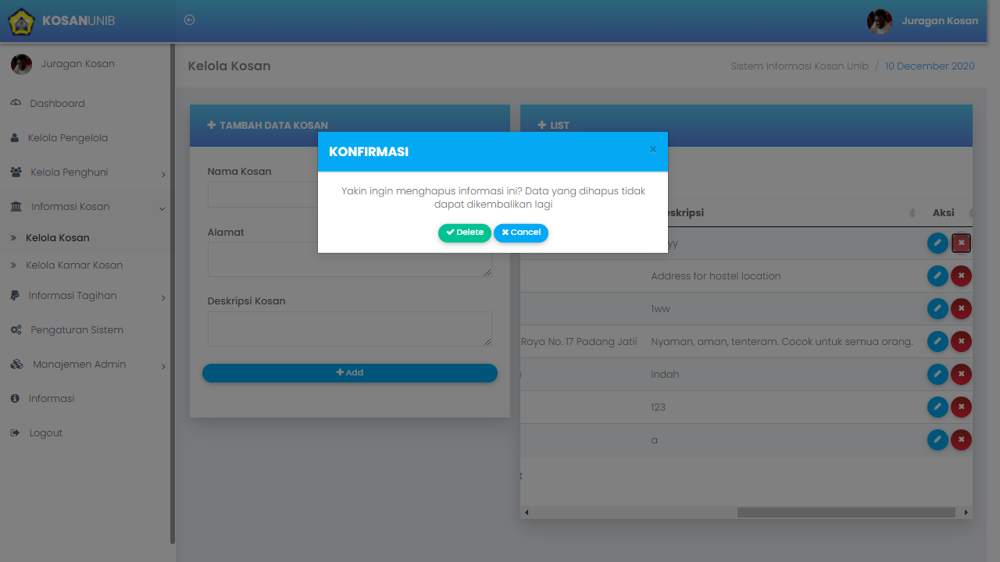 KOSANUNIB
Juragan Kosan
Juragan Kosan
Kelola Kosan
Sistem Informasi Kosan Unib / 10 December 2020
Dashboard
Kelola Pengelola
Kelola Penghuni
Informasi Kosan
Kelola Kosan
Kelola Kamar Kosan
Informasi Tagihan
Pengaturan Sistem
Manajemen Admin
Informasi
Logout
TAMBAH DATA KOSAN
Nama Kosan
Alamat
Deskripsi Kosan
Add
KONFIRMASI
×
Yakin ingin menghapus informasi ini? Data yang dihapus tidak
dapat dikembalikan lagi
Delete
Cancel
LIST
Aksi
Address for hostel location
1ww
Raya No. 17 Padang Jatii
Nyaman, aman, tenteram. Cocok untuk semua orang.
Indah
123
a